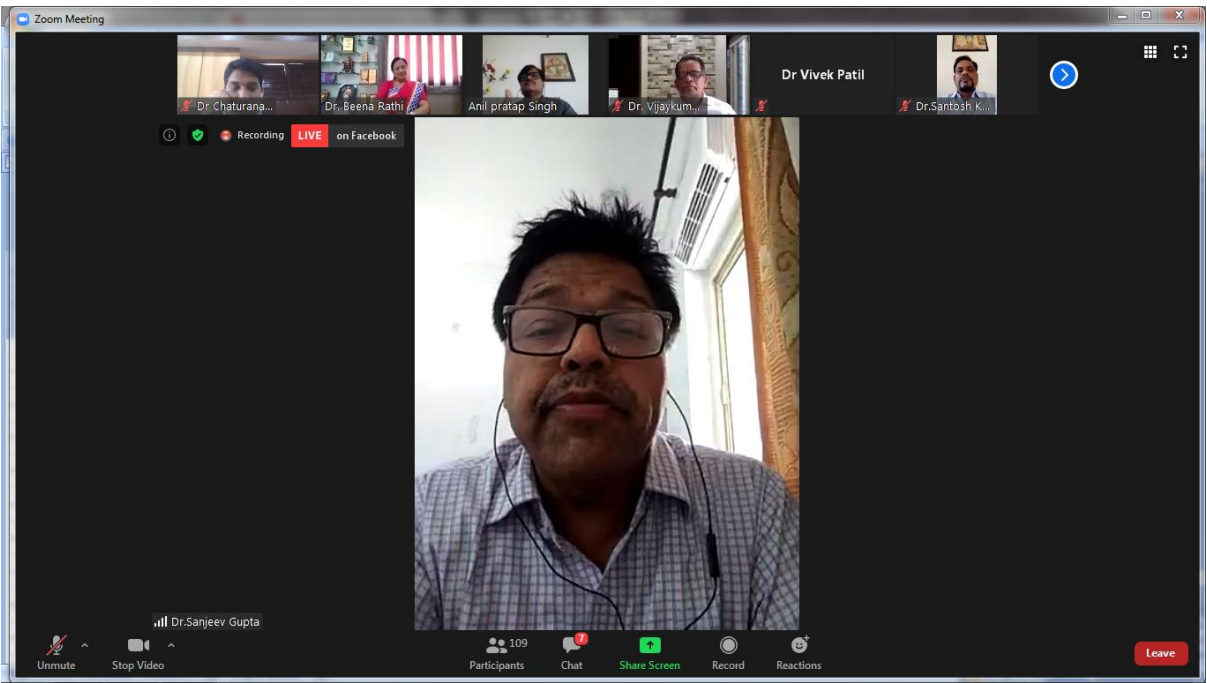 Zoom Meeting
Dr Chaturana...
Dr. Beena Rathi
Anil pratap Singh
Dr. Vijaykum...
Dr Vivek Patil
Dr.Santosh K...
Recording
LIVE
on Facebook
Dr.Sanjeev Gupta
Unmute
Stop Video
109
Participants
7
Chat
Share Screen
Record
Reactions
Leave